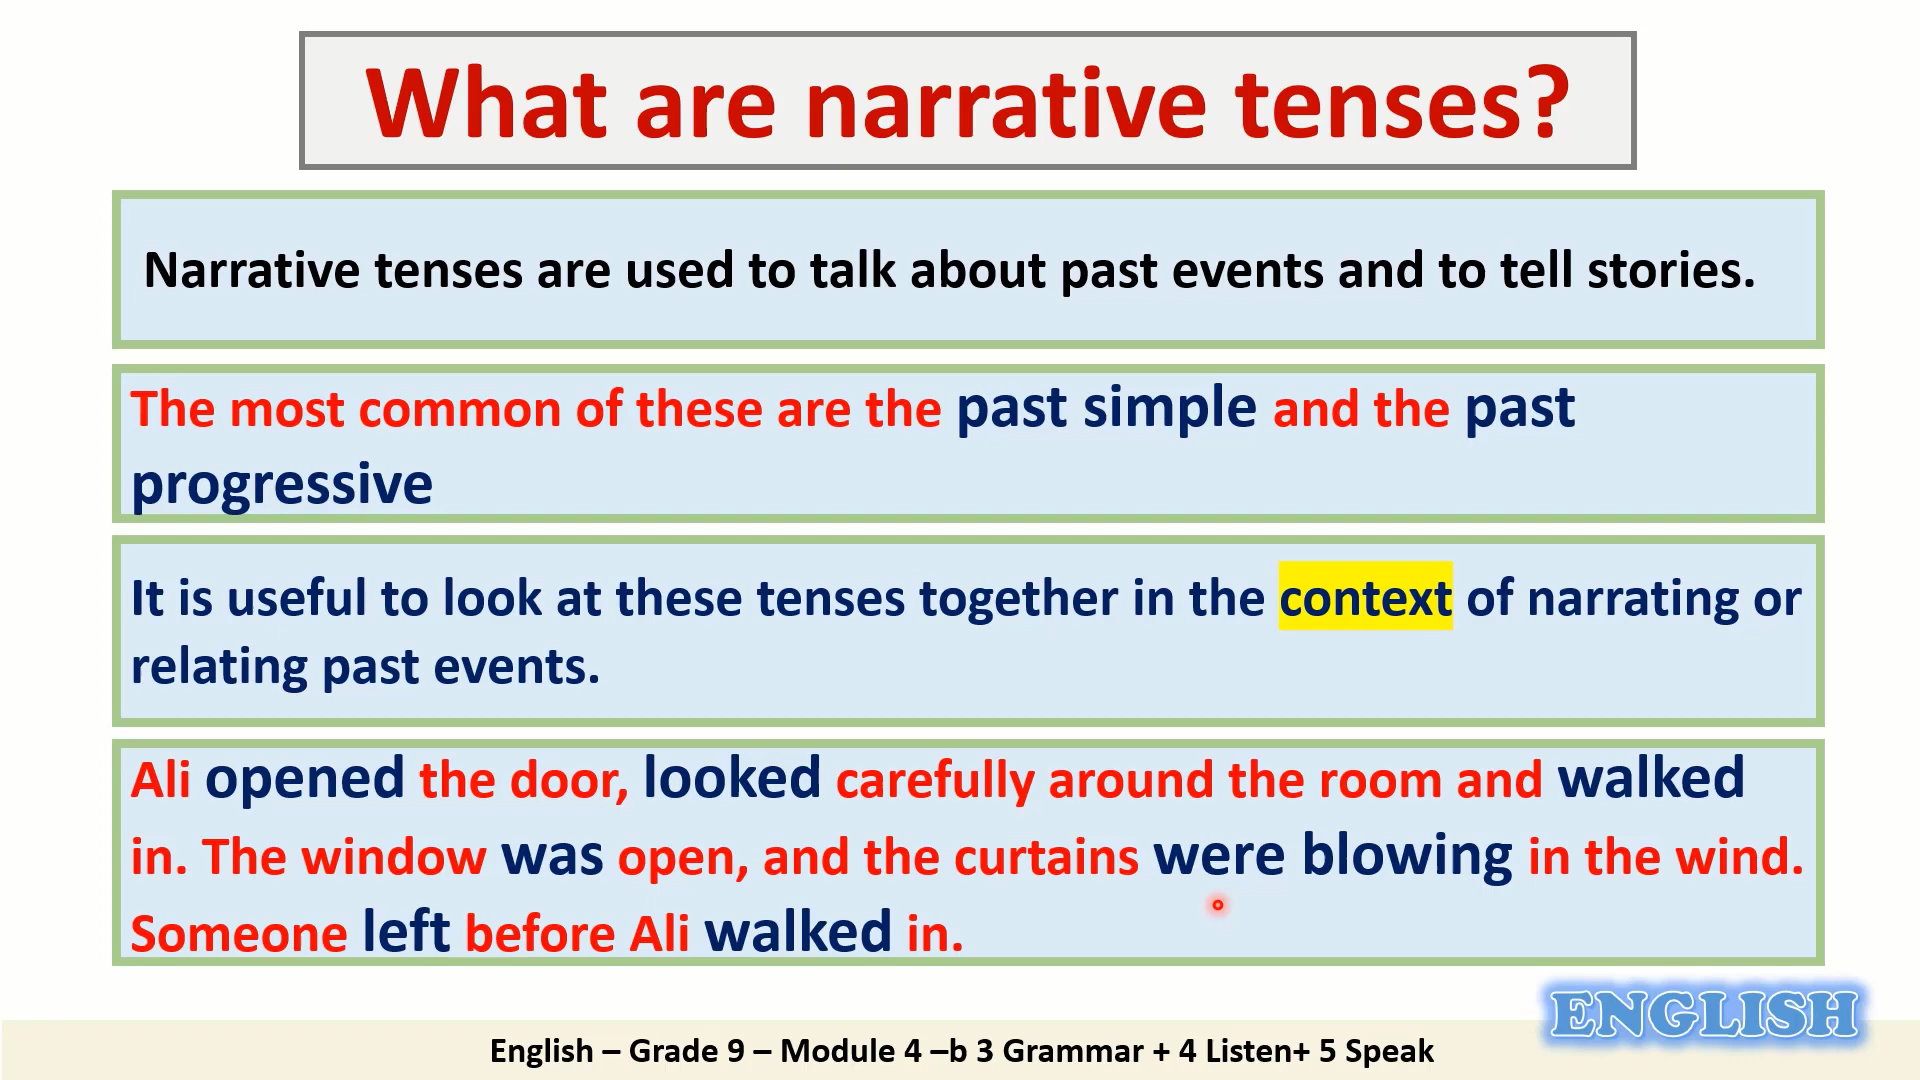 What are narrative tenses?
Narrative tenses are used to talk about past events and to tell stories.
The most common of these are the past simple and the past
progressive
It is useful to look at these tenses together in the context of narrating or
relating past events.
Ali opened the door, looked carefully around the room and walked
in. The window was open, and the curtains were blowing in the wind.
Someone left before Ali walked in.
ENGLISH
English – Grade 9 – Module 4 –b 3 Grammar + 4 Listen+ 5 Speak